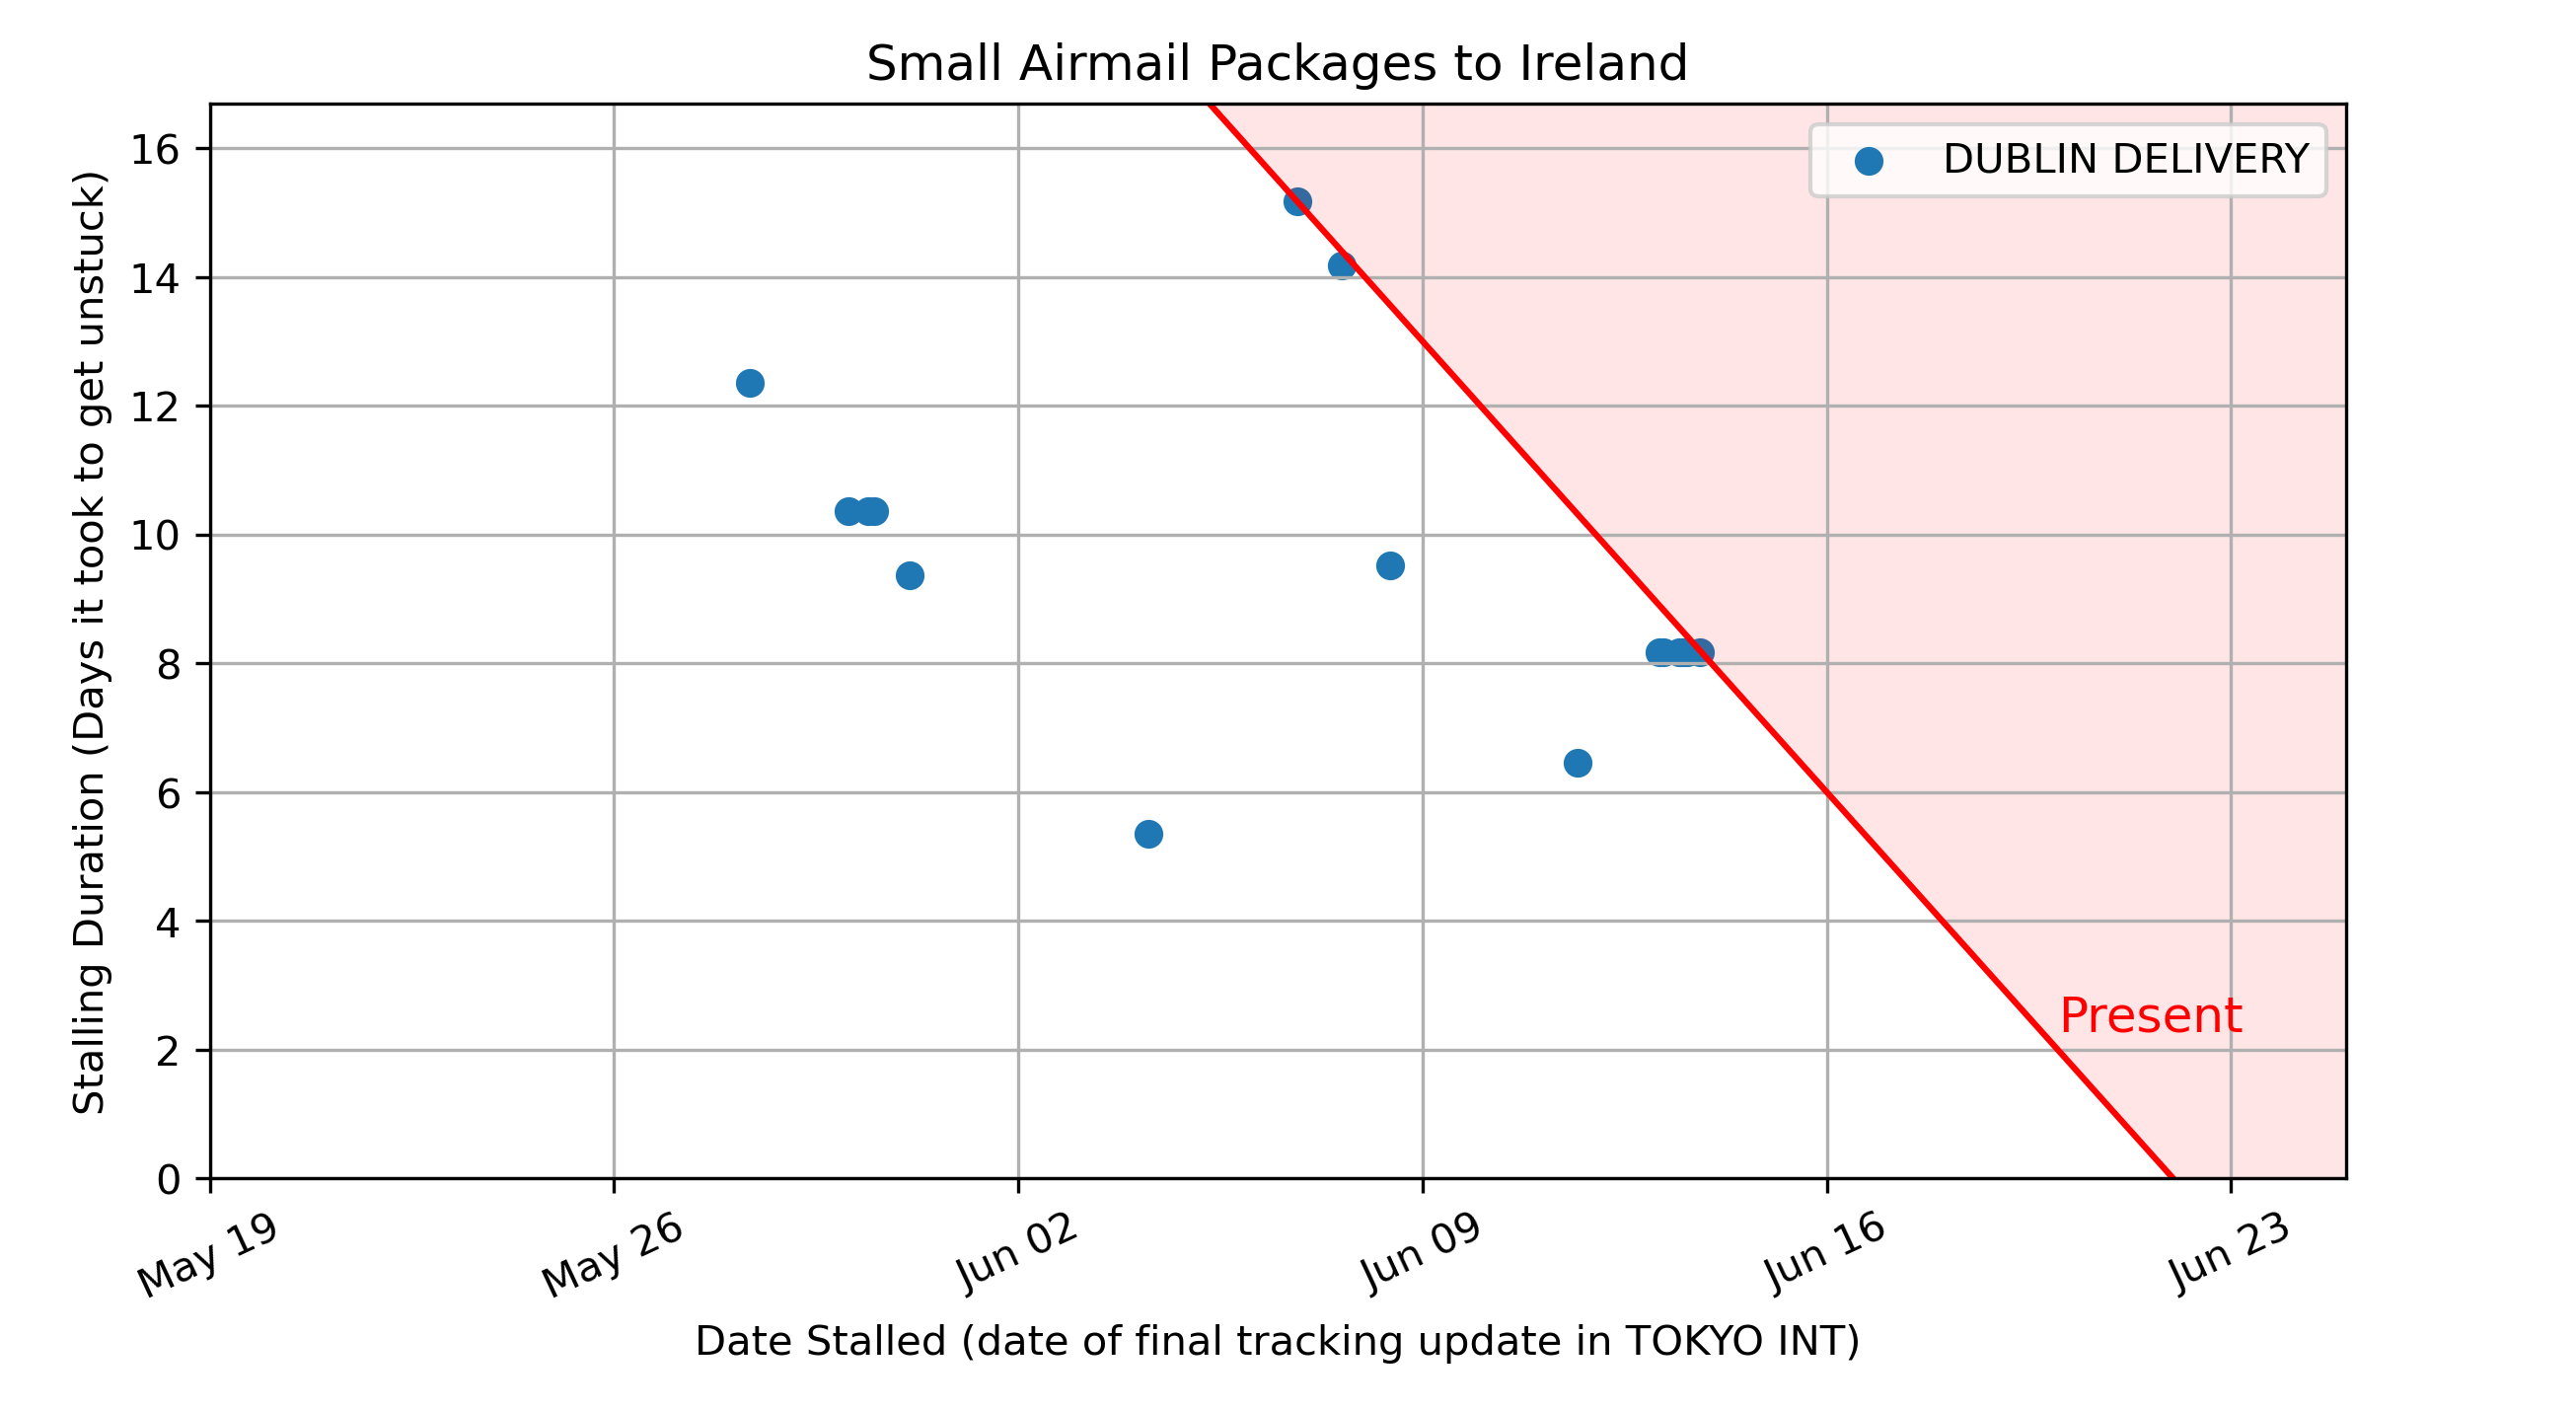 Small Airmail Packages to Ireland
DUBLIN DELIVERY
Stalling Duration (Days it took to get unstuck)
16
14
12
10
8
6
4
2
0
Present
May 19
May 26
Jun 02
Jun 09
Jun 16
Jun 23
Date Stalled (date of final tracking update in TOKYO INT)